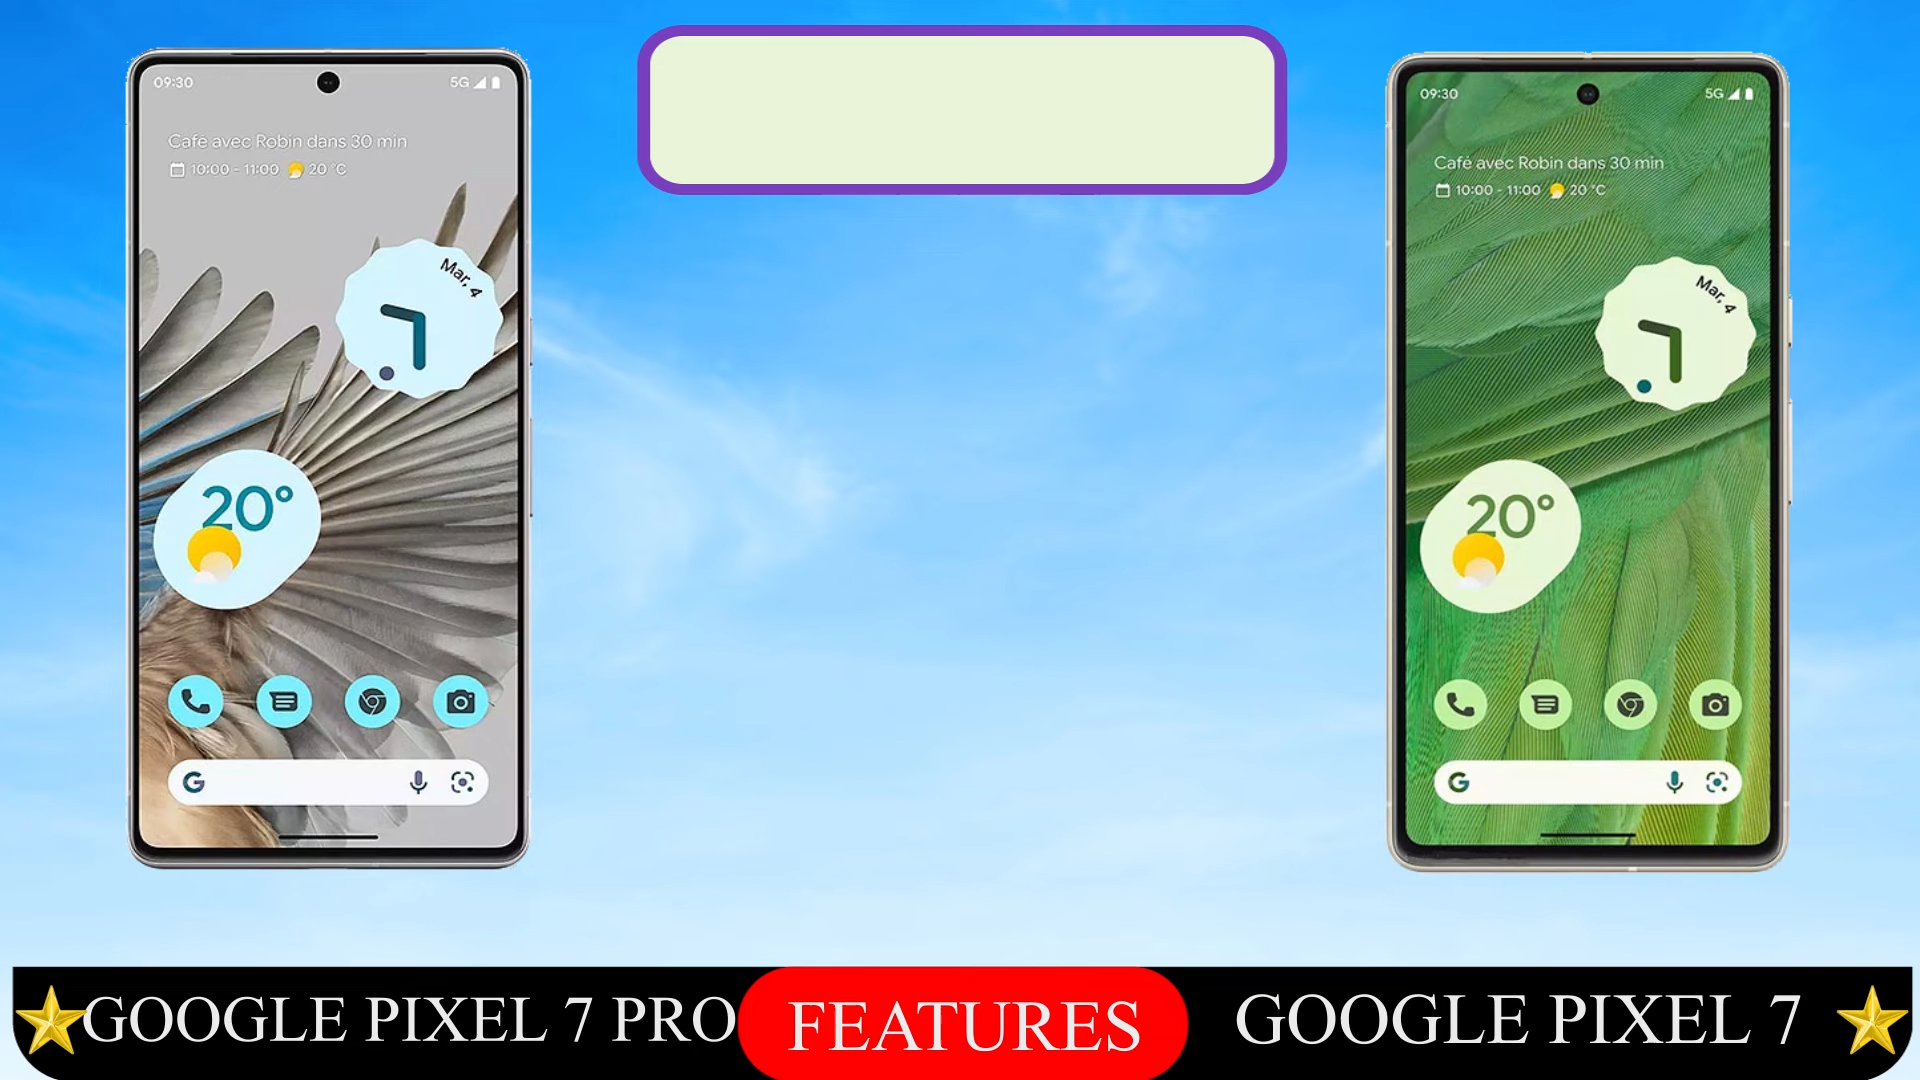 09:30
5G
Café avec Robin dans 30 min
10:00 - 11:00 20 °C
Mar, 4
20°
G
09:30
5G
Café avec Robin dans 30 min
10:00 - 11:00 20 °C
Mar, 4
20°
G
GOOGLE PIXEL 7 PRO
FEATURES
GOOGLE PIXEL 7